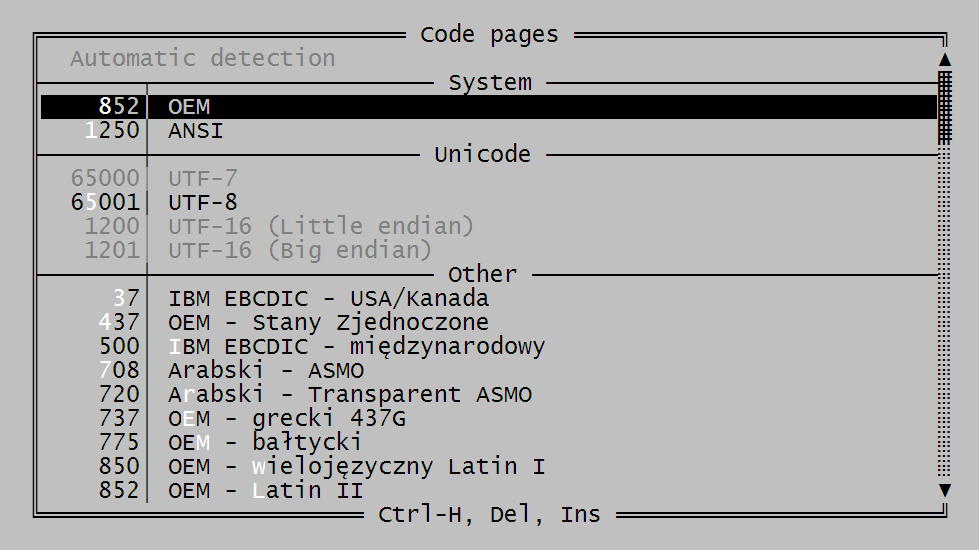 Code pages
Automatic detection
System
852 OEM
1250 ANSI
Unicode
65000 UTF-7
65001 UTF-8
1200 UTF-16 (Little endian)
1201 UTF-16 (Big endian)
Other
37 IBM EBCDIC - USA/Kanada
437 OEM - Stany Zjednoczone
500 IBM EBCDIC - międzynarodowy
708 Arabski - ASMO
720 Arabski - Transparent ASMO
737 OEM - grecki 437G
775 OEM - bałtycki
850 OEM - wielojęzyczny Latin I
852 OEM - Latin II
Ctrl-H, Del, Ins